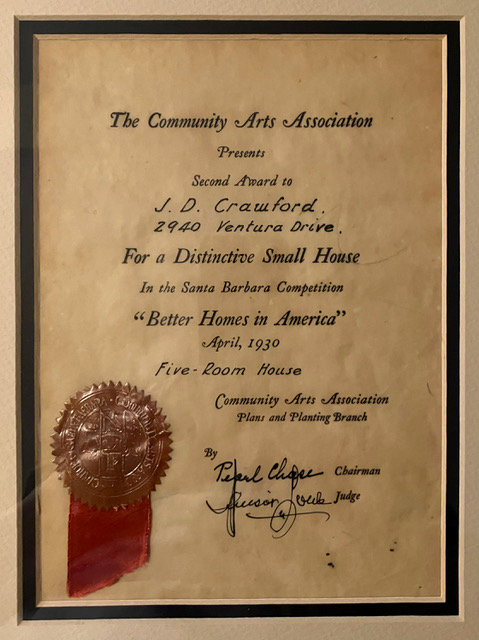 The Community Arts Association
Presents
Second Award to
J. D. Crawford,
2940 Ventura Drive,
For a Distinctive Small House
In the Santa Barbara Competition
"Better Homes in America"
April, 1930
Five-Room House
Community Arts Association
Plans and Planting Branch
By
Pearl Chase Chairman
Judge